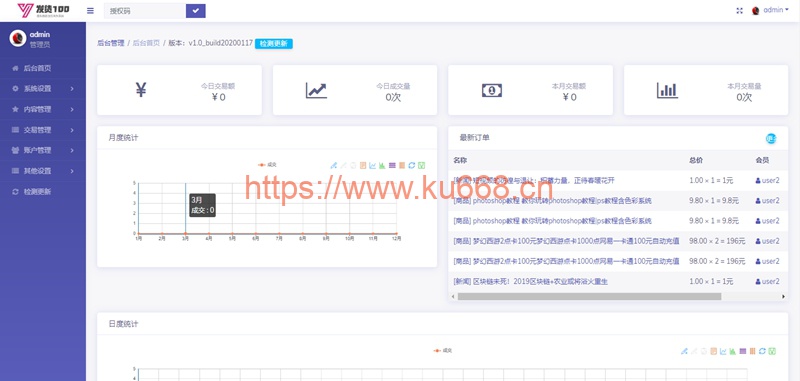 发货100
授权码
admin
admin
管理员
后台首页
系统设置
内容管理
交易管理
账户管理
其他设置
检测更新
后台管理 / 后台首页 / 版本：v1.0_build20200117 检测更新
今日交易额
¥ 0
今日成交量
0次
本月交易额
¥ 0
本月交易量
0次
月度统计
成交
5
4
3
2
1
0
3月
成交 : 0
1月 2月 3月 4月 5月 6月 7月 8月 9月 10月 11月 12月
最新订单
更多
名称 总价 会员
1.00 × 1 = 1元 user2
[商品] photoshop教程 教你玩转photoshop教程|ps教程含色彩系统 9.80 × 1 = 9.8元 user2
[商品] photoshop教程 教你玩转photoshop教程|ps教程含色彩系统 9.80 × 1 = 9.8元 user2
[商品] 梦幻西游2点卡100元梦幻西游点卡1000点网易一卡通100元自动充值 98.00 × 2 = 196元 user2
[商品] 梦幻西游2点卡100元梦幻西游点卡1000点网易一卡通100元自动充值 98.00 × 2 = 196元 user2
[新闻] 区块链未死！2019区块链+农业或将浴火重生 1.00 × 1 = 1元 user2
https://www.ku668.cn
日度统计
成交
5
4